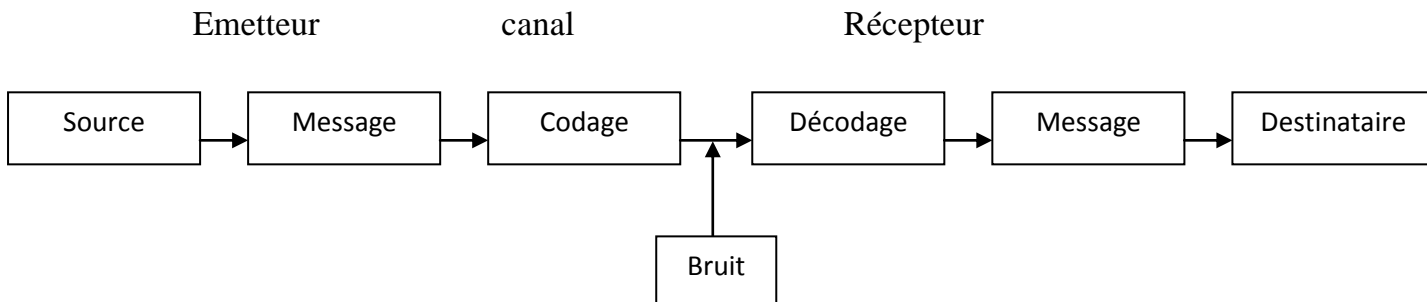 Emetteur canal Récepteur
Source Message Codage Décodage Message Destinataire
Bruit